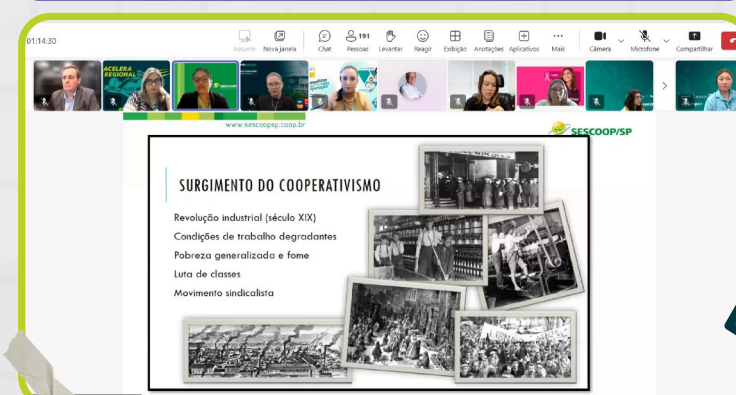 01:14:30
Assumir Nova janela Chat 191 Pessoas Levantar Reagir Exibição Anotações Aplicativos Mais Câmera Microfone Compartilhar
ACELERA
REGIONAL
www.sescoopsp.coop.br
SESCOOP/SP
SURGIMENTO DO COOPERATIVISMO
Revolução industrial (século XIX)
Condições de trabalho degradantes
Pobreza generalizada e fome
Luta de classes
Movimento sindicalista